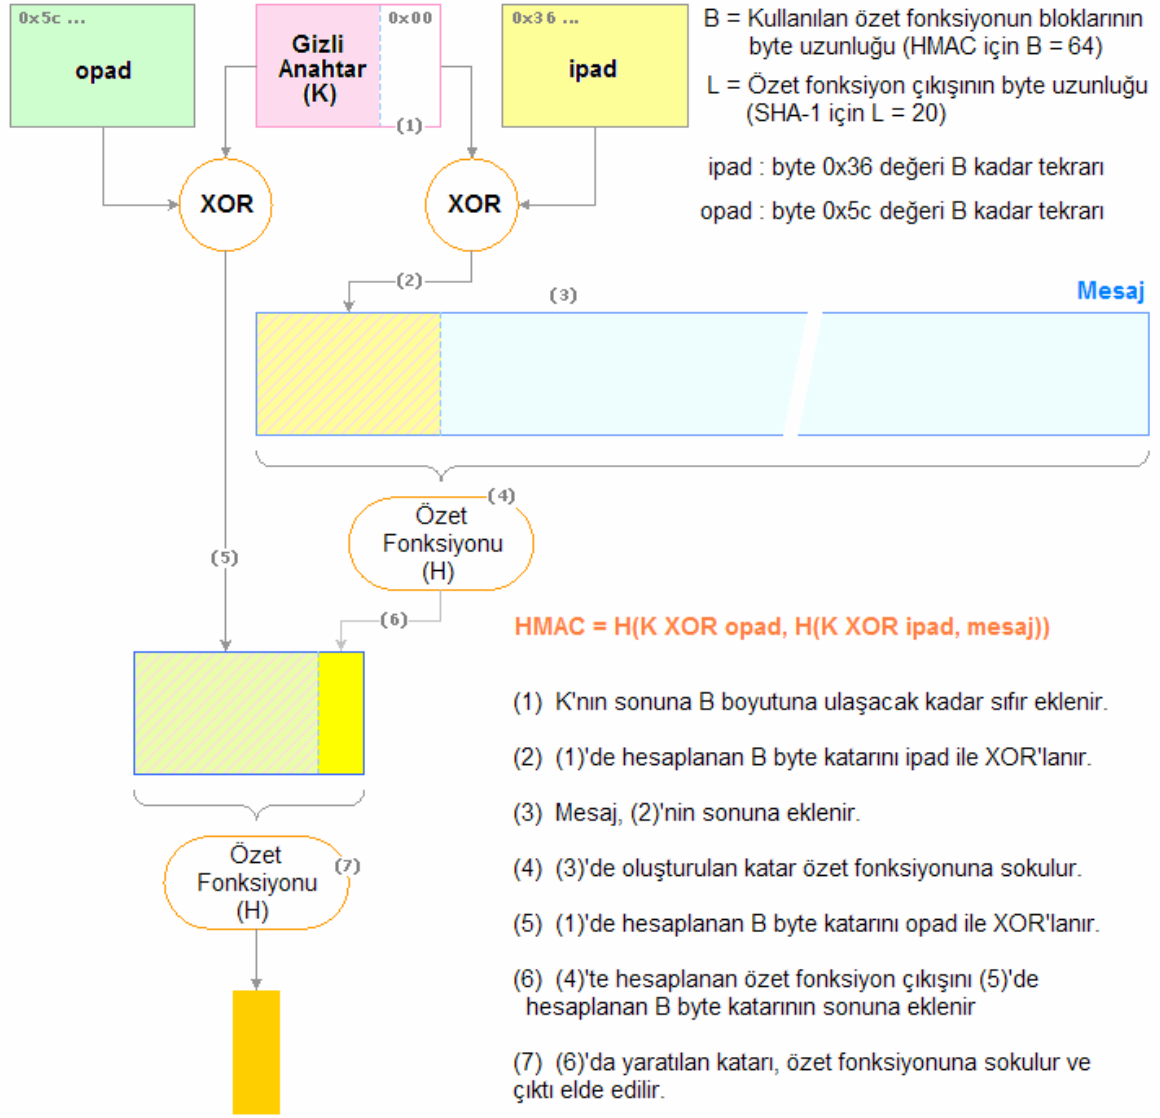 0x5c ...
opad
Gizli
Anahtar
(K)
0x00
(1)
0x36 ...
ipad
B = Kullanılan özet fonksiyonun bloklarının
byte uzunluğu (HMAC için B = 64)
L = Özet fonksiyon çıkışının byte uzunluğu
(SHA-1 için L = 20)
ipad : byte 0x36 değeri B kadar tekrarı
opad : byte 0x5c değeri B kadar tekrarı
XOR
XOR
(2)
(3)
Mesaj
(4)
Özet
Fonksiyonu
(H)
(5)
(6)
HMAC = H(K XOR opad, H(K XOR ipad, mesaj))
(1) K'nın sonuna B boyutuna ulaşacak kadar sıfır eklenir.
(2) (1)'de hesaplanan B byte katarını ipad ile XOR'lanır.
(3) Mesaj, (2)'nin sonuna eklenir.
(4) (3)'de oluşturulan katar özet fonksiyonuna sokulur.
(5) (1)'de hesaplanan B byte katarını opad ile XOR'lanır.
(6) (4)'te hesaplanan özet fonksiyon çıkışını (5)'de
hesaplanan B byte katarının sonuna eklenir
(7) (6)'da yaratılan katarı, özet fonksiyonuna sokulur ve
çıktı elde edilir.
Özet
Fonksiyonu
(H)
(7)